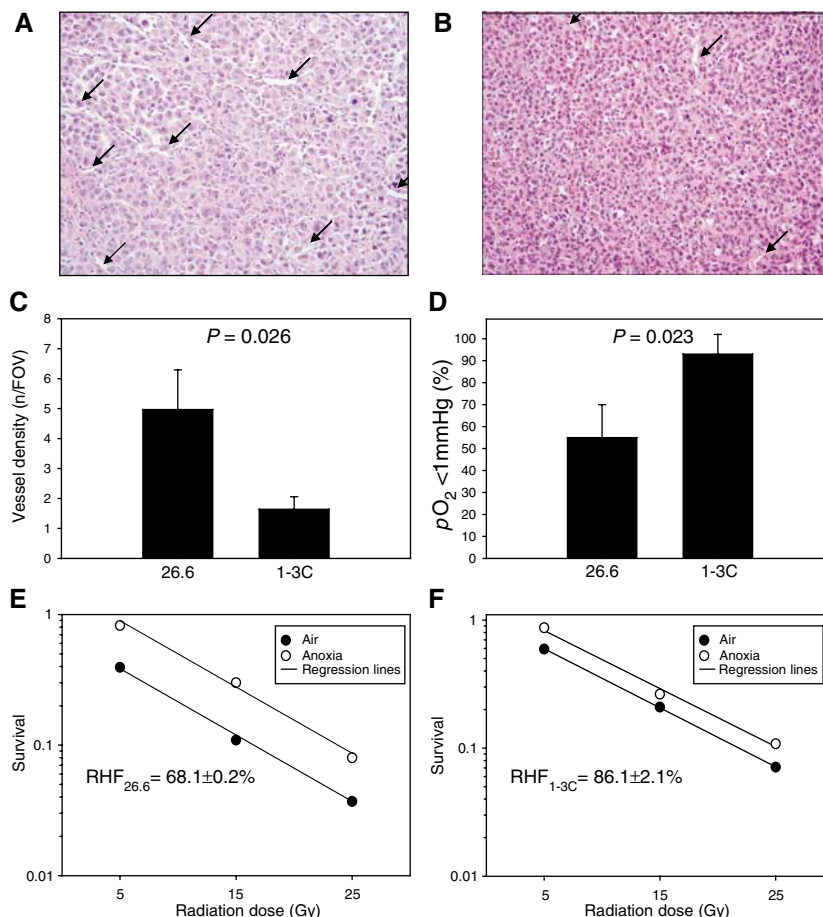 A
B
C
8
7
6
5
4
3
2
1
0
Vessel density (n/FOV)
P = 0.026
26.6
1-3C
D
100
90
80
70
60
50
40
30
20
10
0
pO2 <1mmHg (%)
P = 0.023
26.6
1-3C
E
1
0.1
0.01
Survival
Air
Anoxia
Regression lines
RHF26.6= 68.1±0.2%
5
15
25
Radiation dose (Gy)
F
1
0.1
0.01
Survival
Air
Anoxia
Regression lines
RHF1-3C= 86.1±2.1%
5
15
25
Radiation dose (Gy)